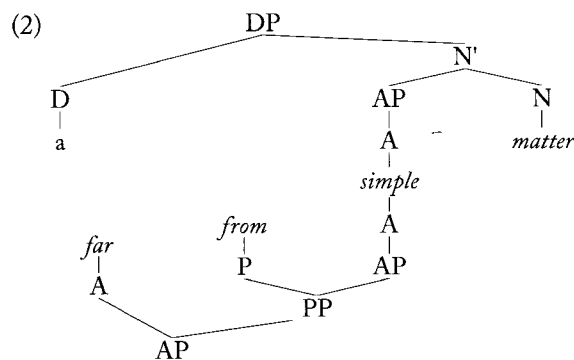 (2)
DP
N'
D AP N
a A matter
simple
far from A
A P AP
PP
AP